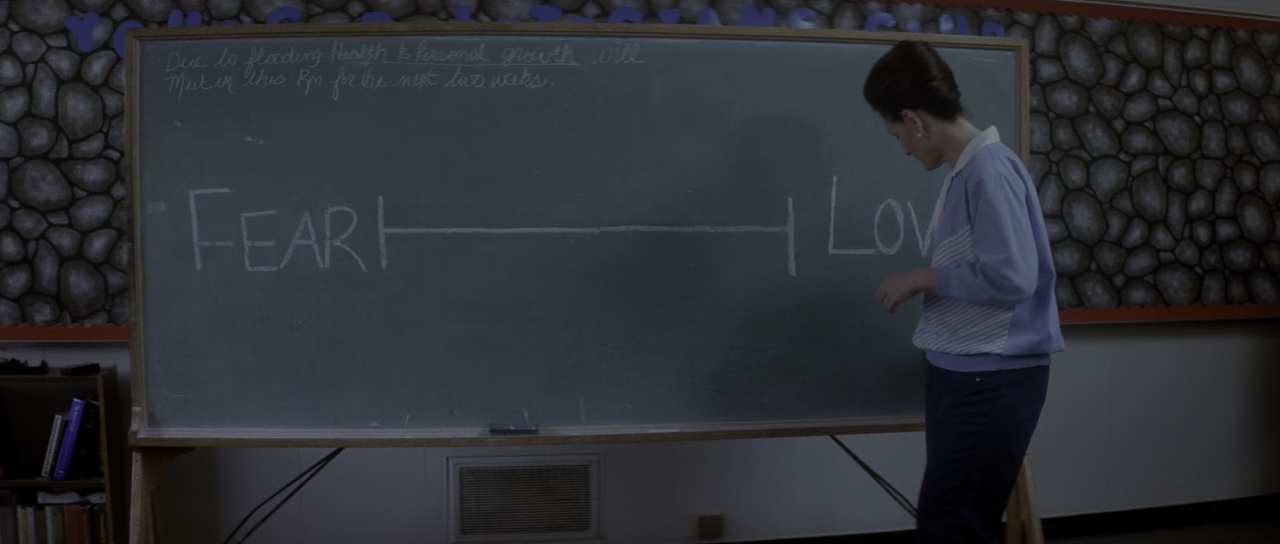 Due to flooding Health & Personal growth will
Meet in this Rm for the next two weeks.
FEAR LOV